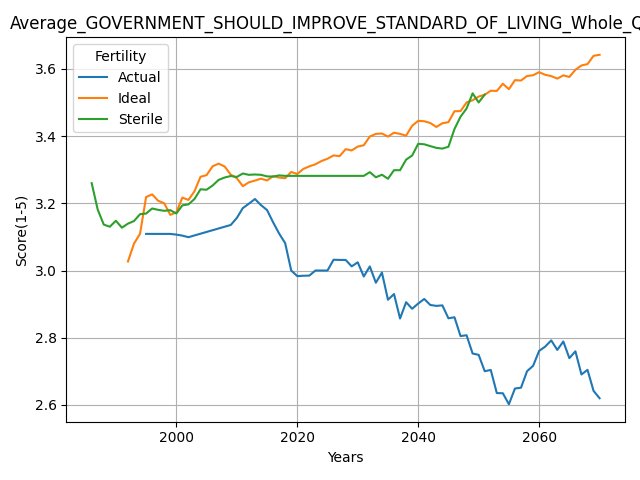 Average_GOVERNMENT_SHOULD_IMPROVE_STANDARD_OF_LIVING_Whole_Q
Fertility
Actual
Ideal
Sterile
Score(1-5)
3.6
3.4
3.2
3.0
2.8
2.6
2000 2020 2040 2060
Years